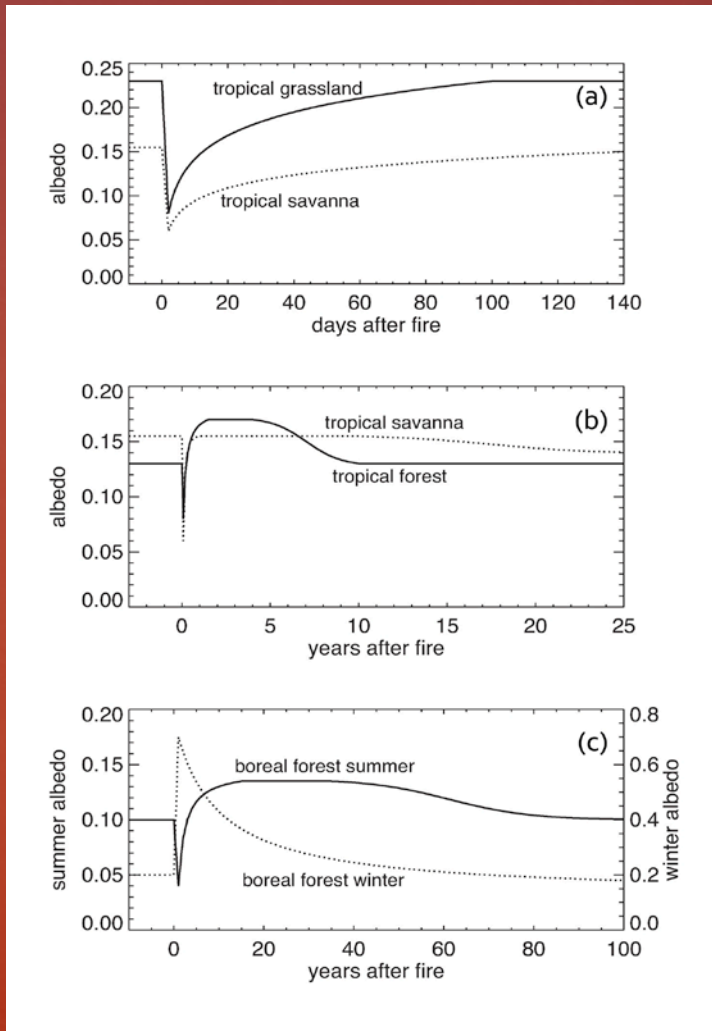 0.25
0.20
0.15
0.10
0.05
0.00
albedo
tropical grassland
(a)
tropical savanna
0 20 40 60 80 100 120 140
days after fire
0.20
0.15
0.10
0.05
0.00
albedo
tropical savanna
(b)
tropical forest
0 5 10 15 20 25
years after fire
0.20
0.15
0.10
0.05
0.00
summer albedo
boreal forest summer
(c)
boreal forest winter
0.8
0.6
0.4
0.2
0.0
winter albedo
0 20 40 60 80 100
years after fire